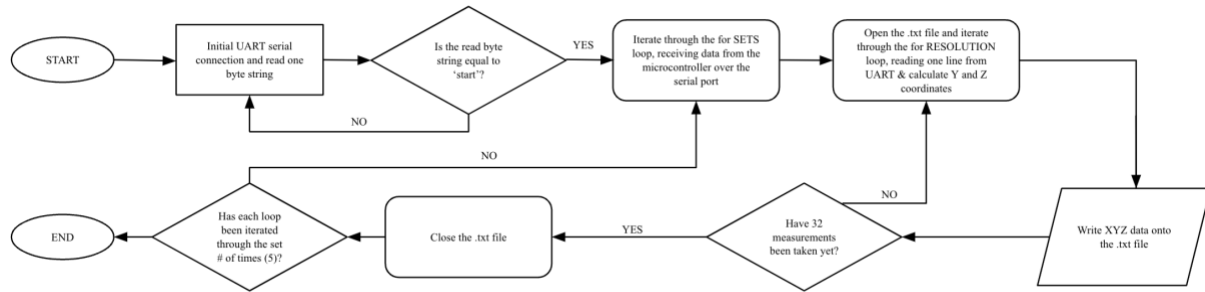 START
Initial UART serial
connection and read one
byte string
Is the read byte
string equal to
‘start’?
YES
NO
Iterate through the for SETS
loop, receiving data from the
microcontroller over the
serial port
Open the .txt file and iterate
through the for RESOLUTION
loop, reading one line from
UART & calculate Y and Z
coordinates
NO
NO
Write XYZ data onto
the .txt file
Have 32
measurements
been taken yet?
YES
Close the .txt file
Has each loop
been iterated
through the set
# of times (5)?
END